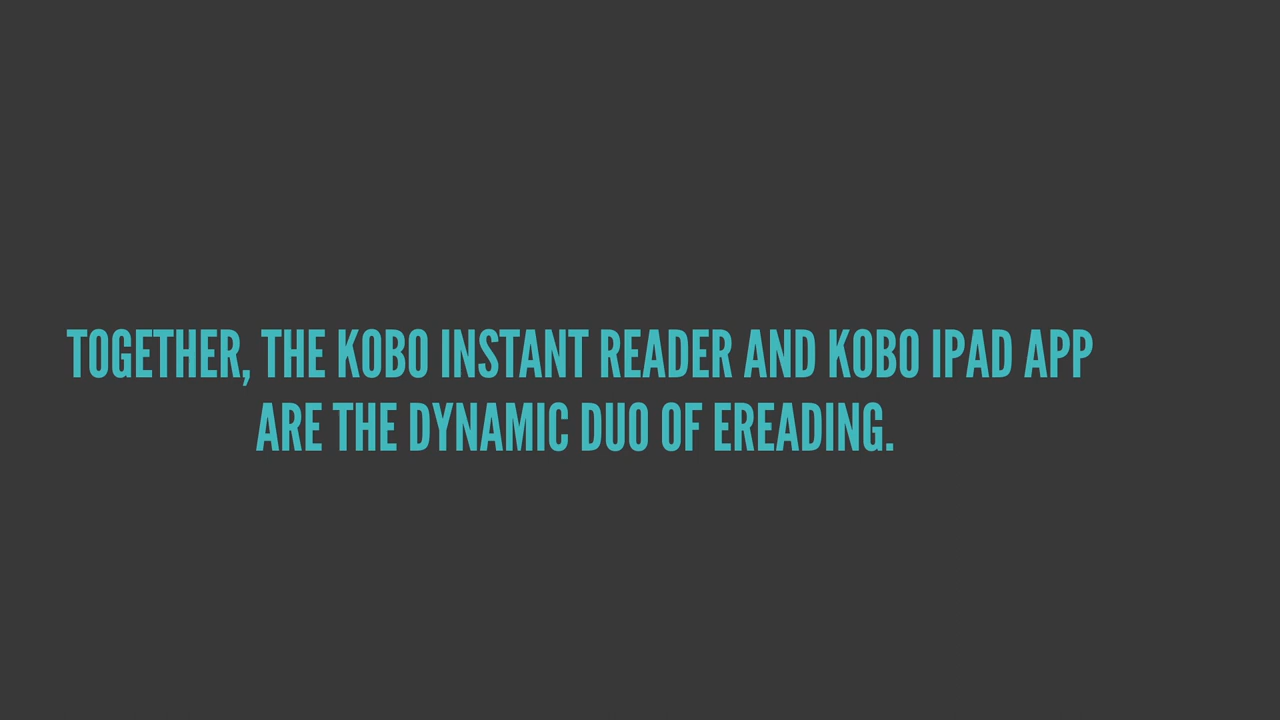 TOGETHER, THE KOBO INSTANT READER AND KOBO IPAD APP
ARE THE DYNAMIC DUO OF EREADING.